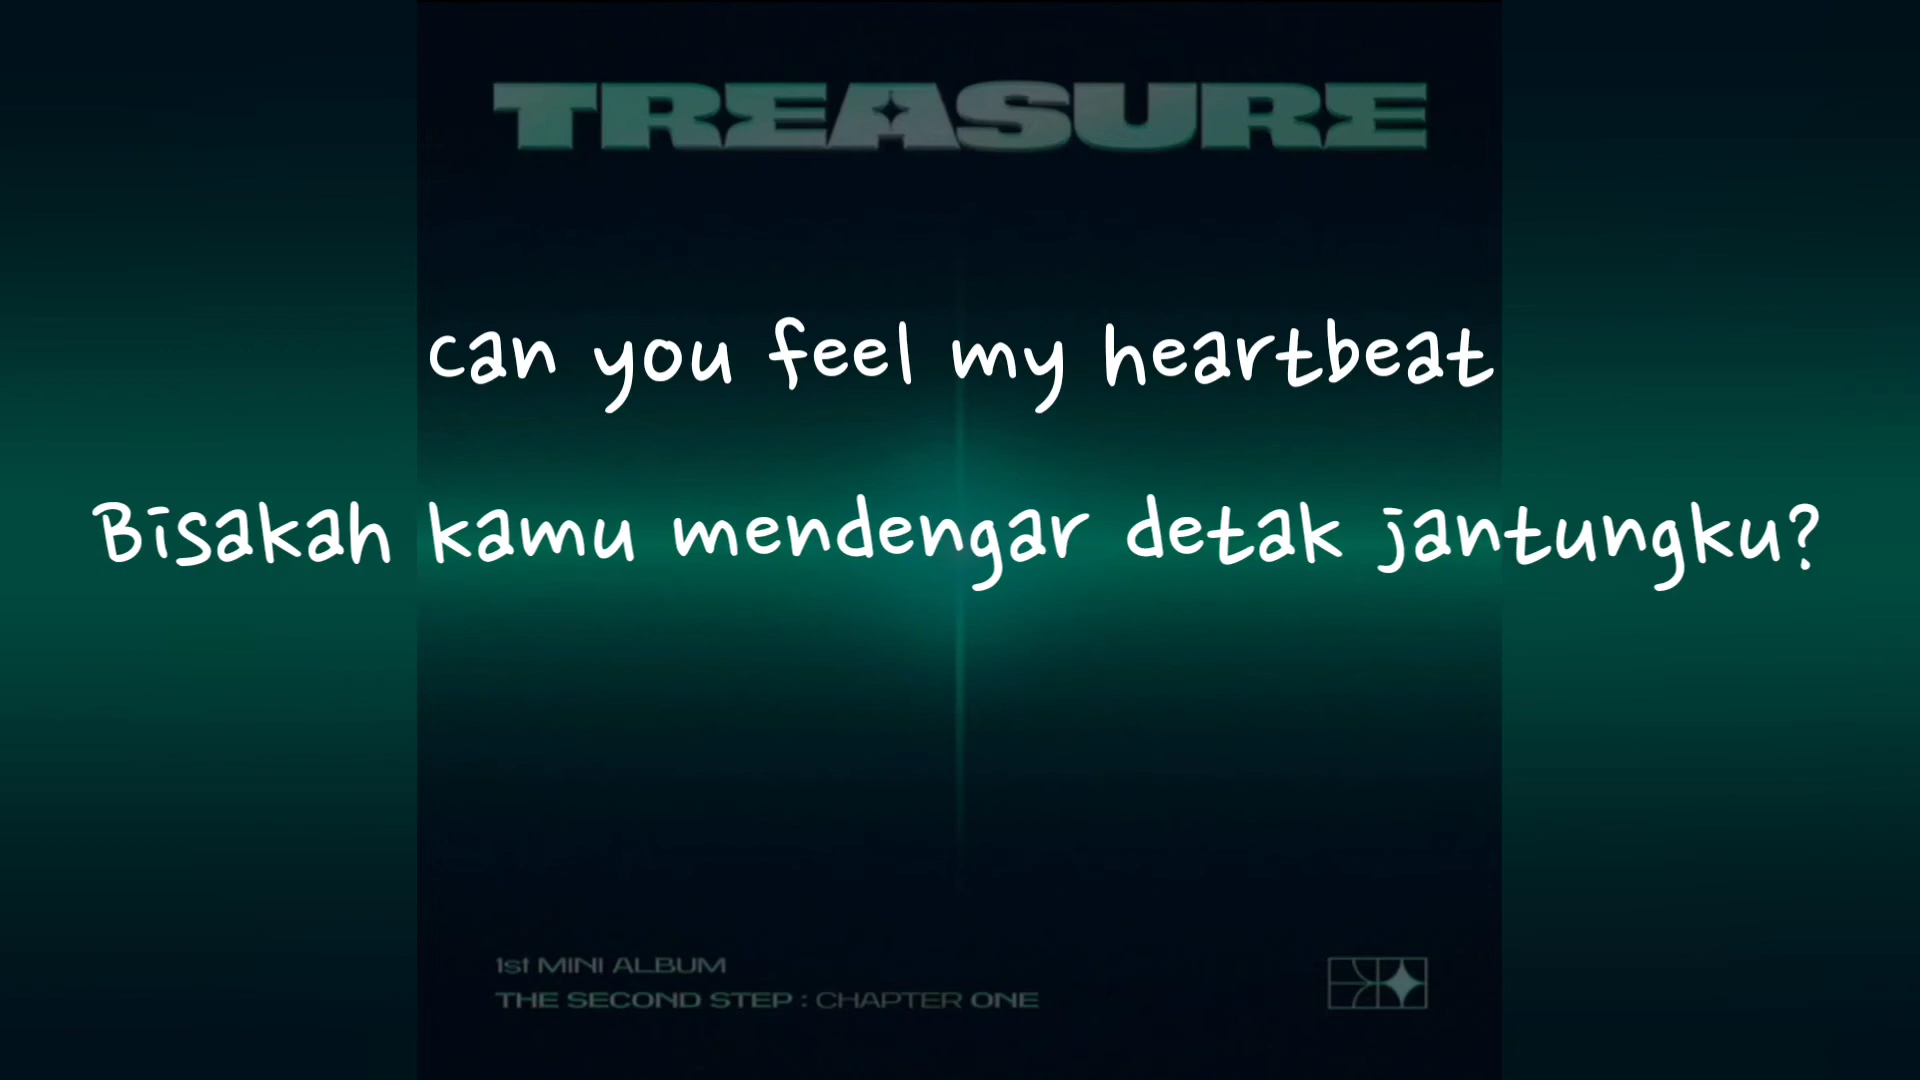 TREASURE
can you feel my heartbeat
Bisakah kamu mendengar detak jantungku?
1st MINI ALBUM
THE SECOND STEP : CHAPTER ONE